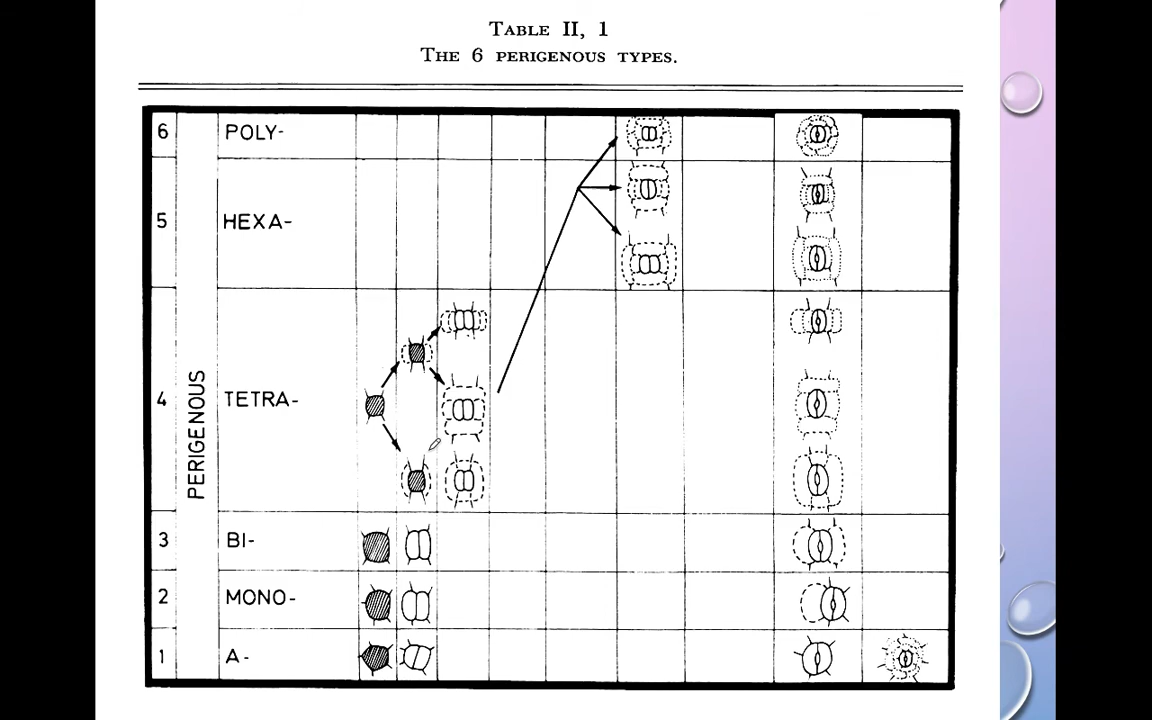 TABLE II, 1
THE 6 PERIGENOUS TYPES.
6 POLY-
5 HEXA-
4 TETRA-
PERIGENOUS
3 BI-
2 MONO-
1 A-